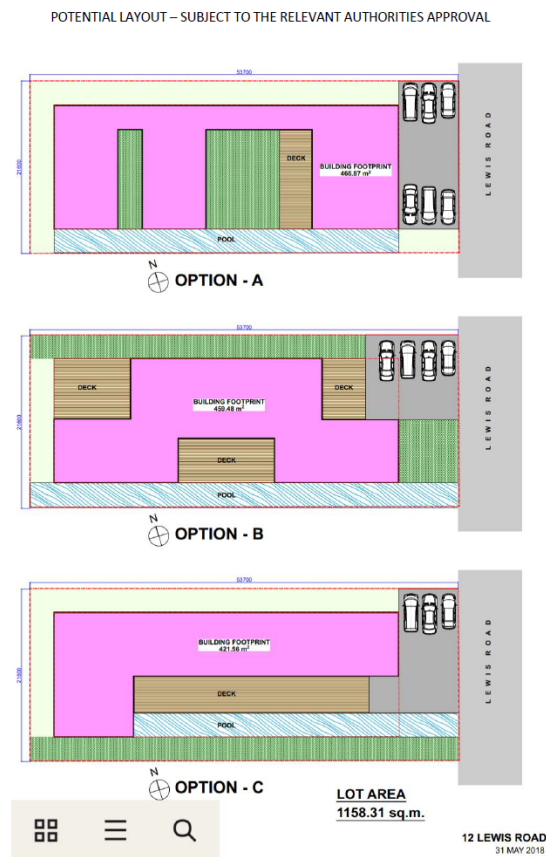 POTENTIAL LAYOUT – SUBJECT TO THE RELEVANT AUTHORITIES APPROVAL
53700
DECK
BUILDING FOOTPRINT
466.87 m²
LEWIS ROAD
POOL
N
OPTION - A
53700
DECK
BUILDING FOOTPRINT
459.48 m²
DECK
LEWIS ROAD
DECK
POOL
N
OPTION - B
53700
BUILDING FOOTPRINT
421.56 m²
LEWIS ROAD
DECK
POOL
N
OPTION - C
LOT AREA
1158.31 sq.m.
12 LEWIS ROAD
31 MAY 2018